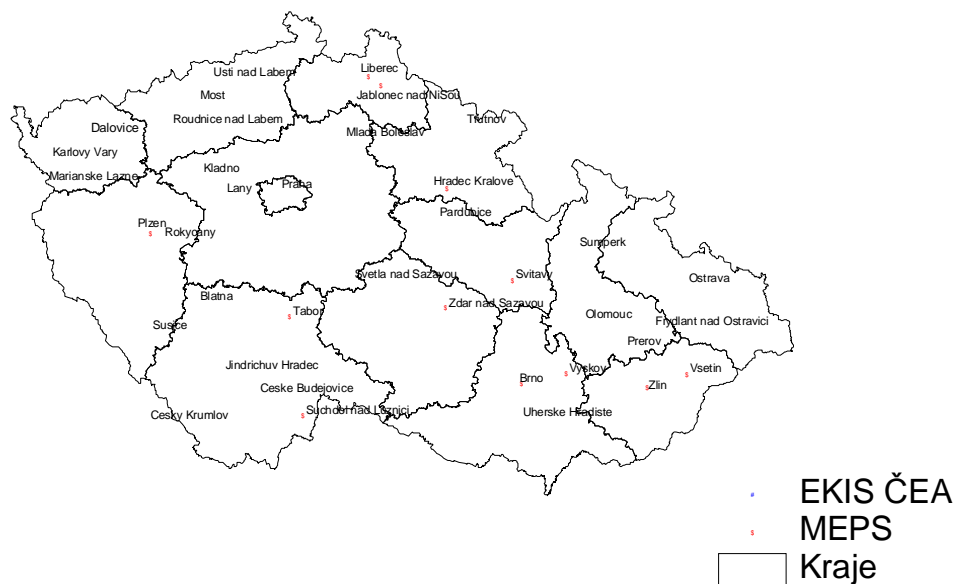 Liberec
Usti nad Labem
Jablonec nad NiSou
Most
Roudnice nad Labem
Trutnov
Dalovice
Mlada Boleslav
Karlovy Vary
Kladno
Marianske Lazne
Lany
Praha
Hradec Kralove
Pardubice
Plzen
Rokycany
Sumperk
Svetla nad Sazavou
Svitavy
Ostrava
Blatna
Zdar nad Sazavou
Tabor
Olomouc
Frydlant nad Ostravici
Susice
Prerov
Jindrichuv Hradec
Vyskov
Vsetin
Brno
Zlin
Ceske Budejovice
Suchdol nad Luznici
Uherske Hradiste
Cesky Krumlov
EKIS ČEA
MEPS
Kraje